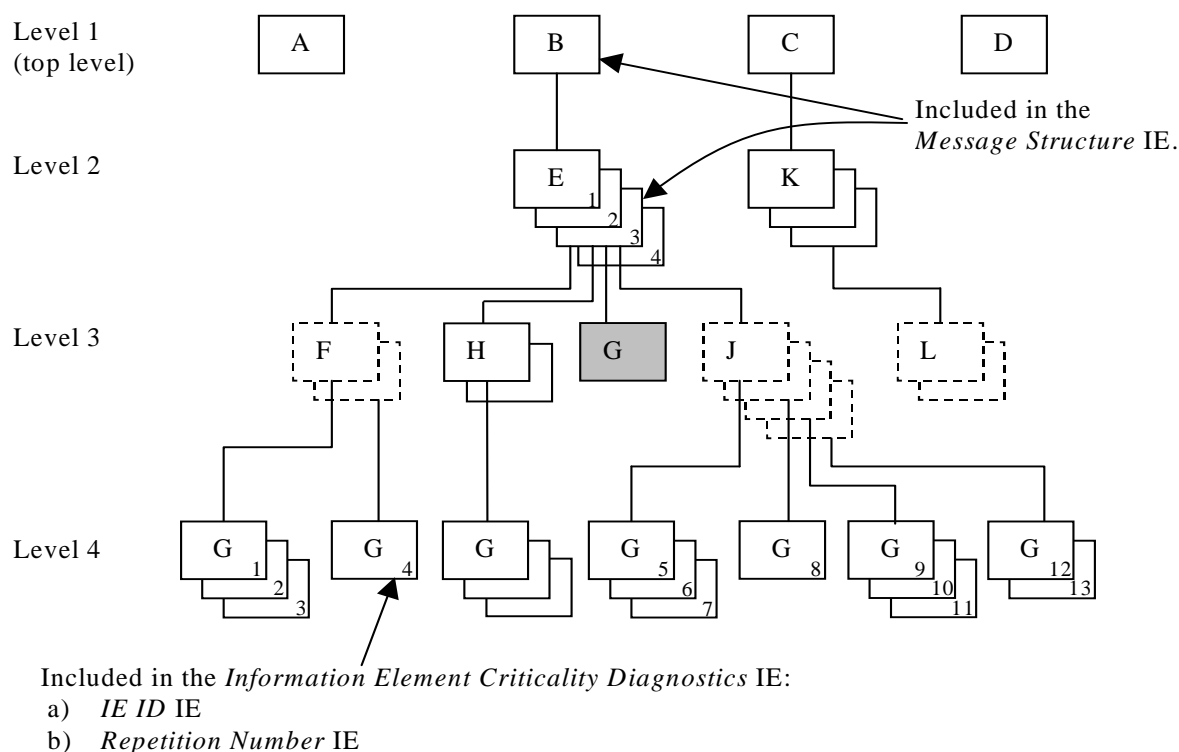 Level 1
(top level)
A
B
C
D
Included in the
Message Structure IE.
Level 2
E
1
2
3
4
K
Level 3
F
H
G
J
L
Level 4
G
1
2
3
G
4
G
G
5
6
7
G
8
G
9
10
11
G
12
13
Included in the Information Element Criticality Diagnostics IE:
a) IE ID IE
b) Repetition Number IE